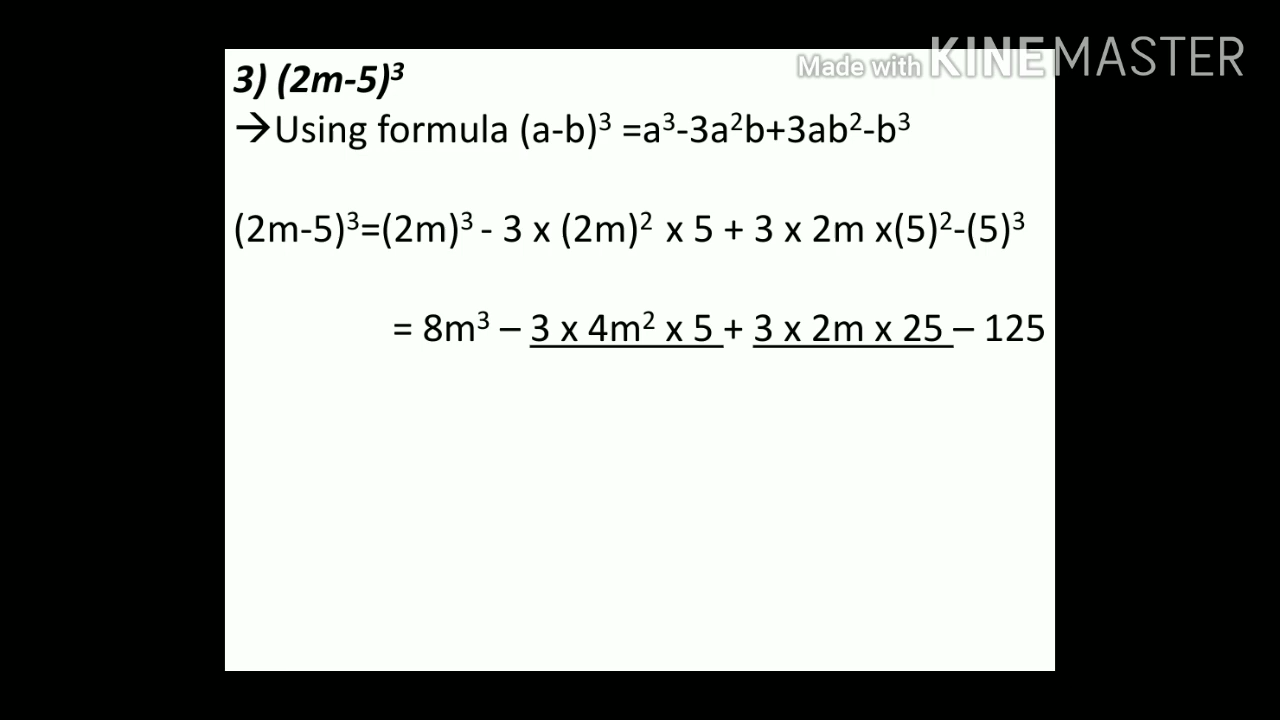 Made with KINEMASTER
3) (2m-5)³
→Using formula (a-b)³ =a³-3a²b+3ab²-b³
(2m-5)³=(2m)³ - 3 x (2m)² x 5 + 3 x 2m x(5)²-(5)³
= 8m³ – 3 x 4m² x 5 + 3 x 2m x 25 – 125